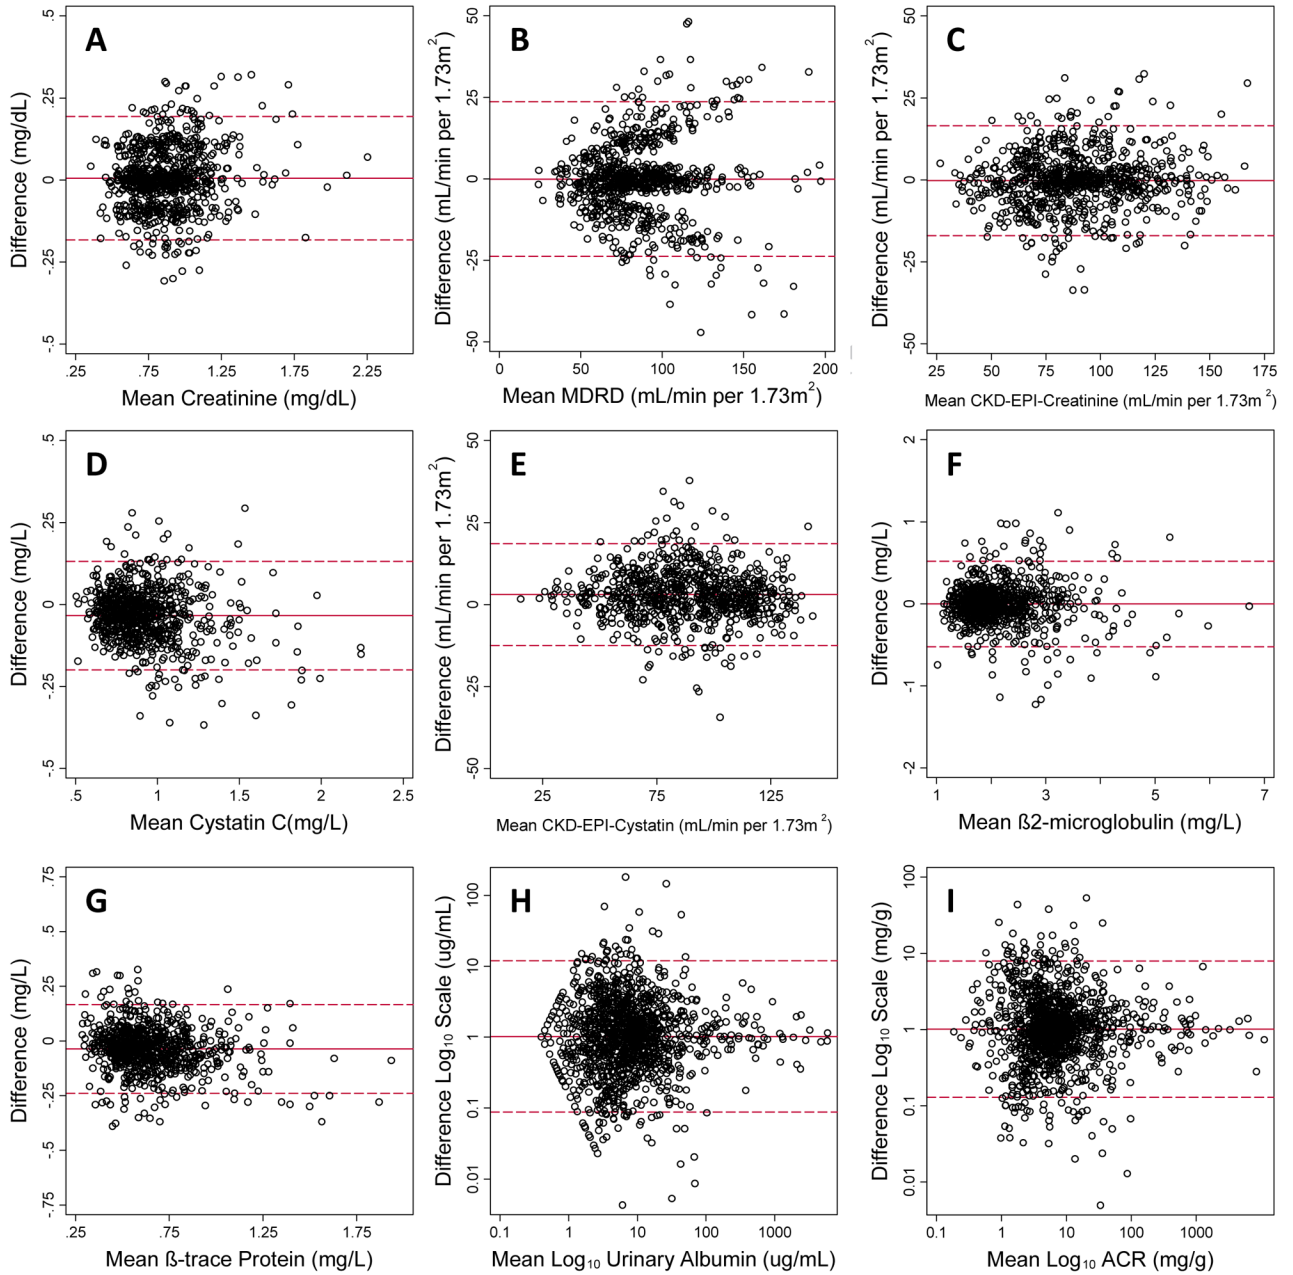 A
.5
.25
0
-.25
-.5
Difference (mg/dL)
.25 .75 1.25 1.75 2.25
Mean Creatinine (mg/dL)
B
50
25
0
-25
-50
Difference (mL/min per 1.73m²)
0 50 100 150 200
Mean MDRD (mL/min per 1.73m²)
C
50
25
0
-25
-50
Difference (mL/min per 1.73m²)
25 50 75 100 125 150 175
Mean CKD-EPI-Creatinine (mL/min per 1.73m²)
D
.5
.25
0
-.25
-.5
Difference (mg/L)
.5 1 1.5 2 2.5
Mean Cystatin C(mg/L)
E
50
25
0
-25
-50
Difference (mL/min per 1.73m²)
25 75 125
Mean CKD-EPI-Cystatin (mL/min per 1.73m²)
F
2
1
0
-1
-2
Difference (mg/L)
1 3 5 7
Mean ß2-microglobulin (mg/L)
G
.75
.5
.25
0
-.25
-.5
-.75
Difference (mg/L)
.25 .75 1.25 1.75
Mean ß-trace Protein (mg/L)
H
100
10
1
0.1
0.01
Difference Log₁₀ Scale (ug/mL)
0.1 1 10 100 1000
Mean Log₁₀ Urinary Albumin (ug/mL)
I
100
10
1
0.1
0.01
Difference Log₁₀ Scale (mg/g)
0.1 1 10 100 1000
Mean Log₁₀ ACR (mg/g)